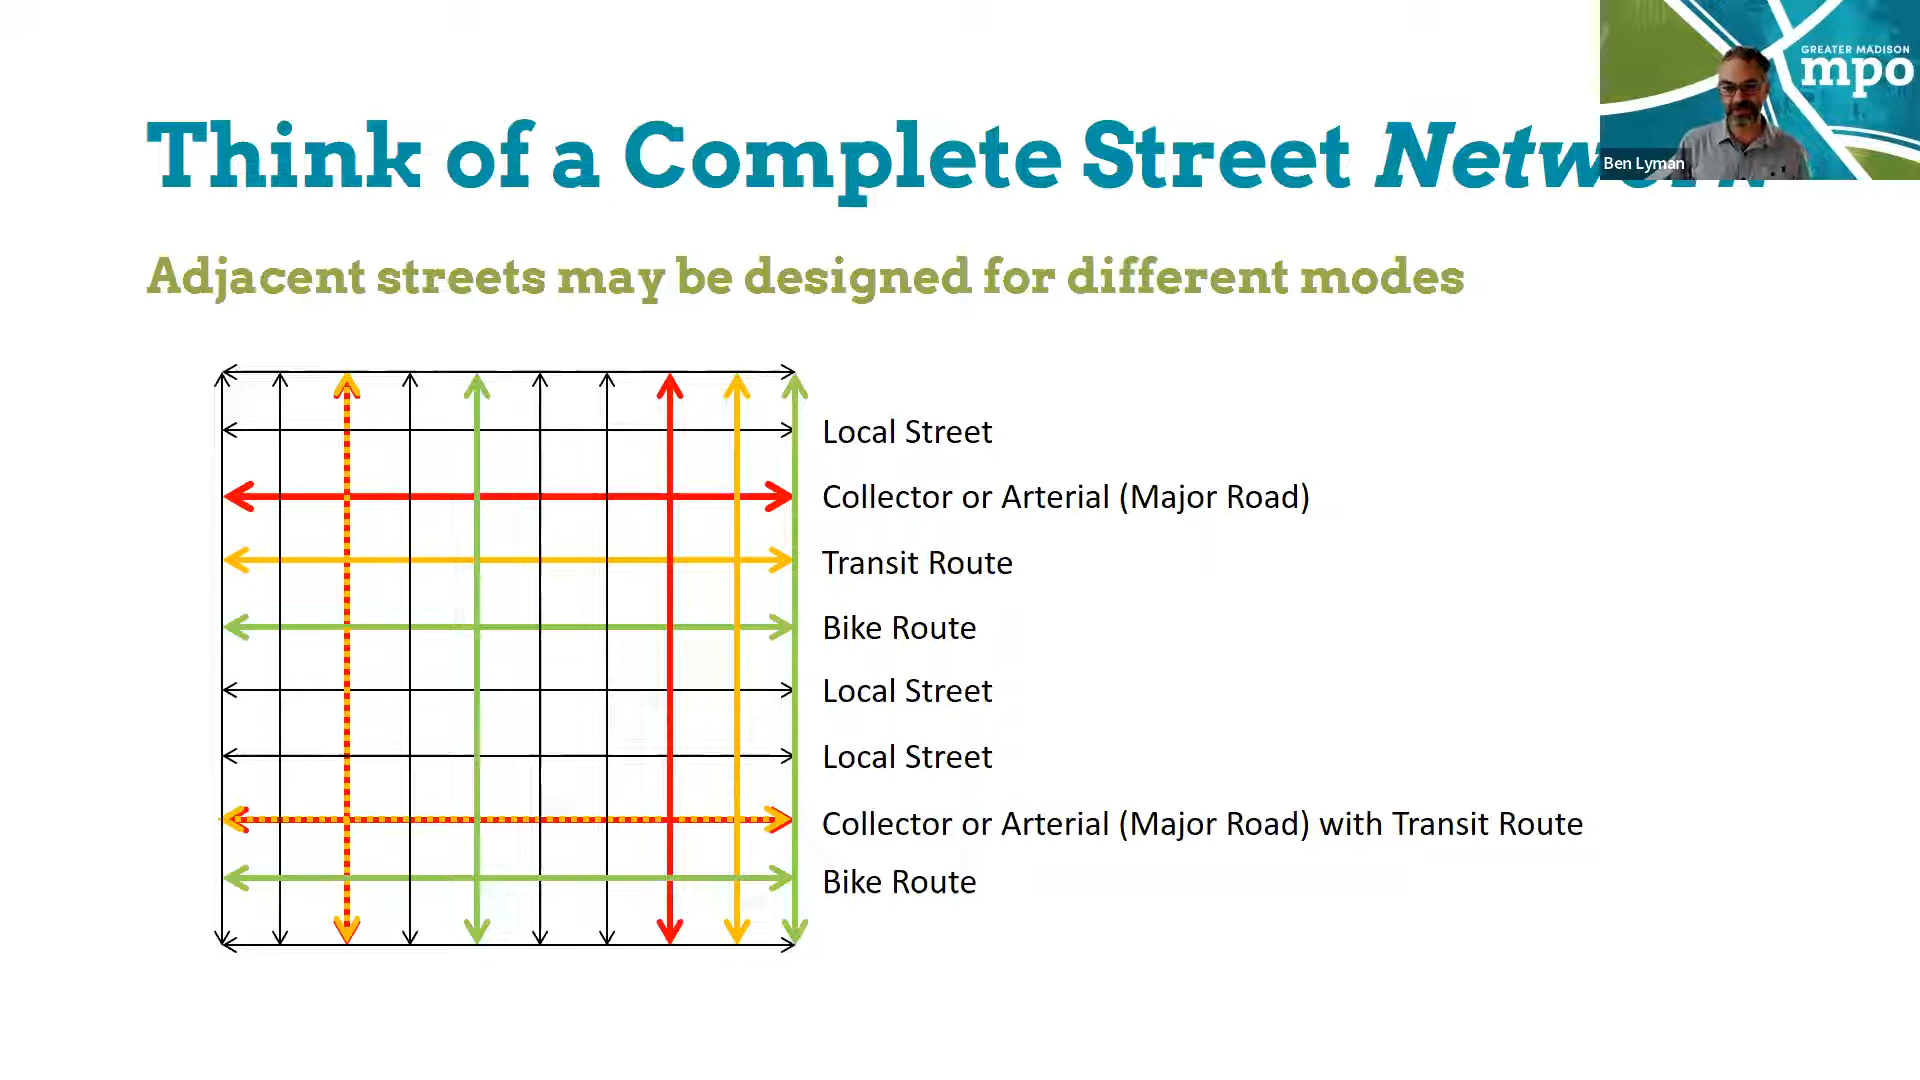 GREATER MADISON
mpo
Ben Lyman
Think of a Complete Street
Adjacent streets may be designed for different modes
Local Street
Collector or Arterial (Major Road)
Transit Route
Bike Route
Local Street
Local Street
Collector or Arterial (Major Road) with Transit Route
Bike Route